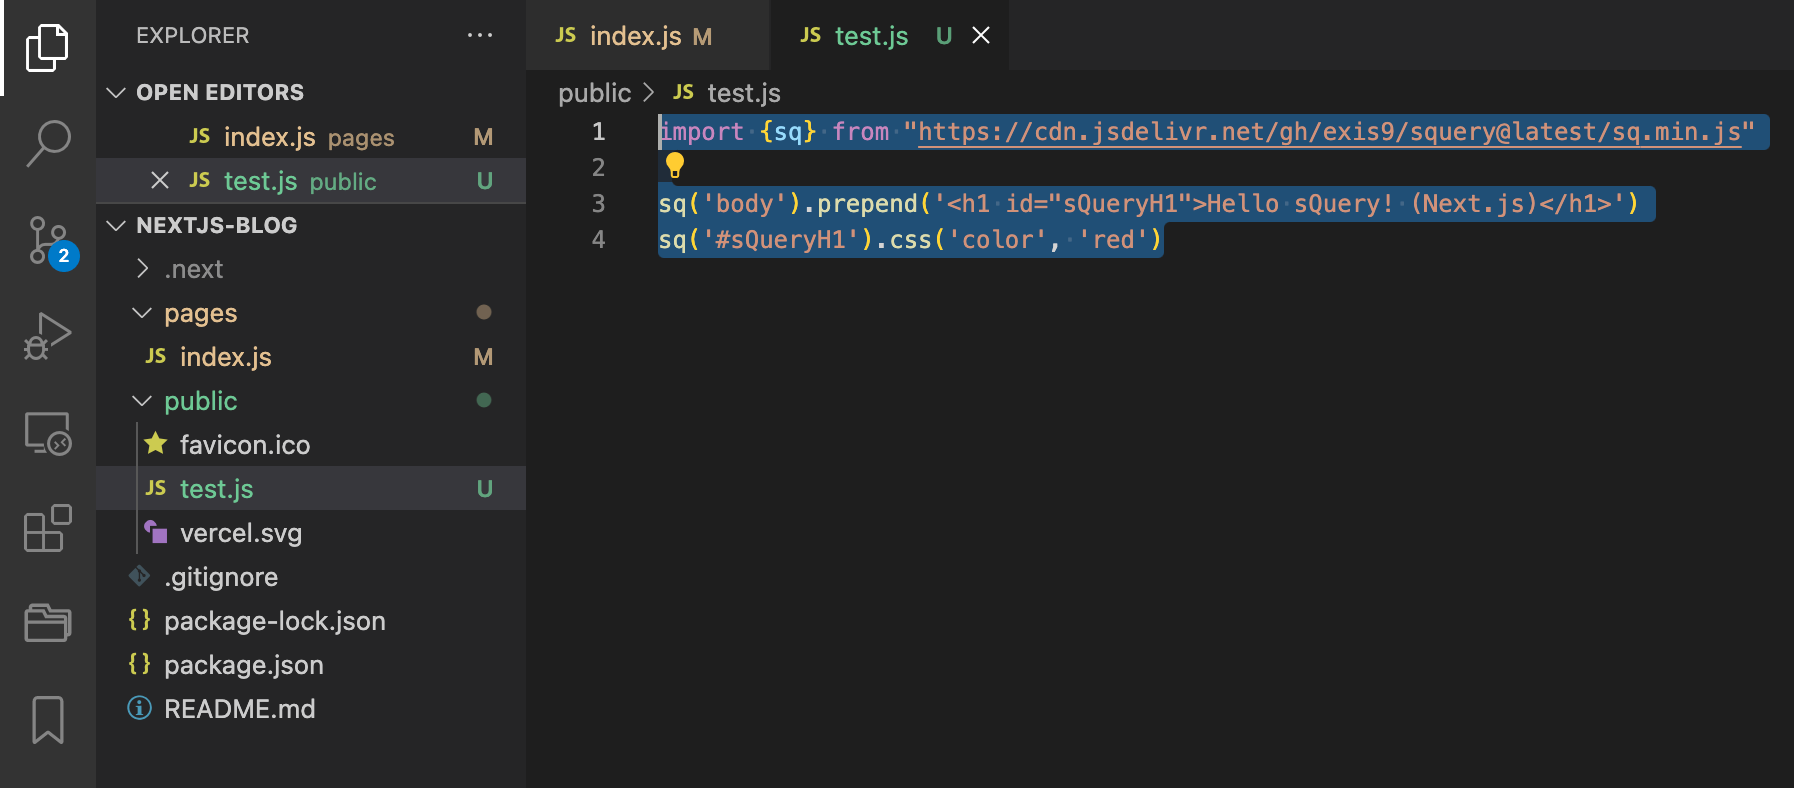 EXPLORER ...
OPEN EDITORS
JS index.js pages M
JS test.js public U
NEXTJS-BLOG
.next
pages
JS index.js M
public
favicon.ico
JS test.js U
vercel.svg
.gitignore
{} package-lock.json
{} package.json
README.md
2
JS index.js M JS test.js U
public > JS test.js
1 import {sq} from "https://cdn.jsdelivr.net/gh/exis9/squery@latest/sq.min.js"
2
3 sq('body').prepend('<h1 id="sQueryH1">Hello sQuery! (Next.js)</h1>')
4 sq('#sQueryH1').css('color', 'red')